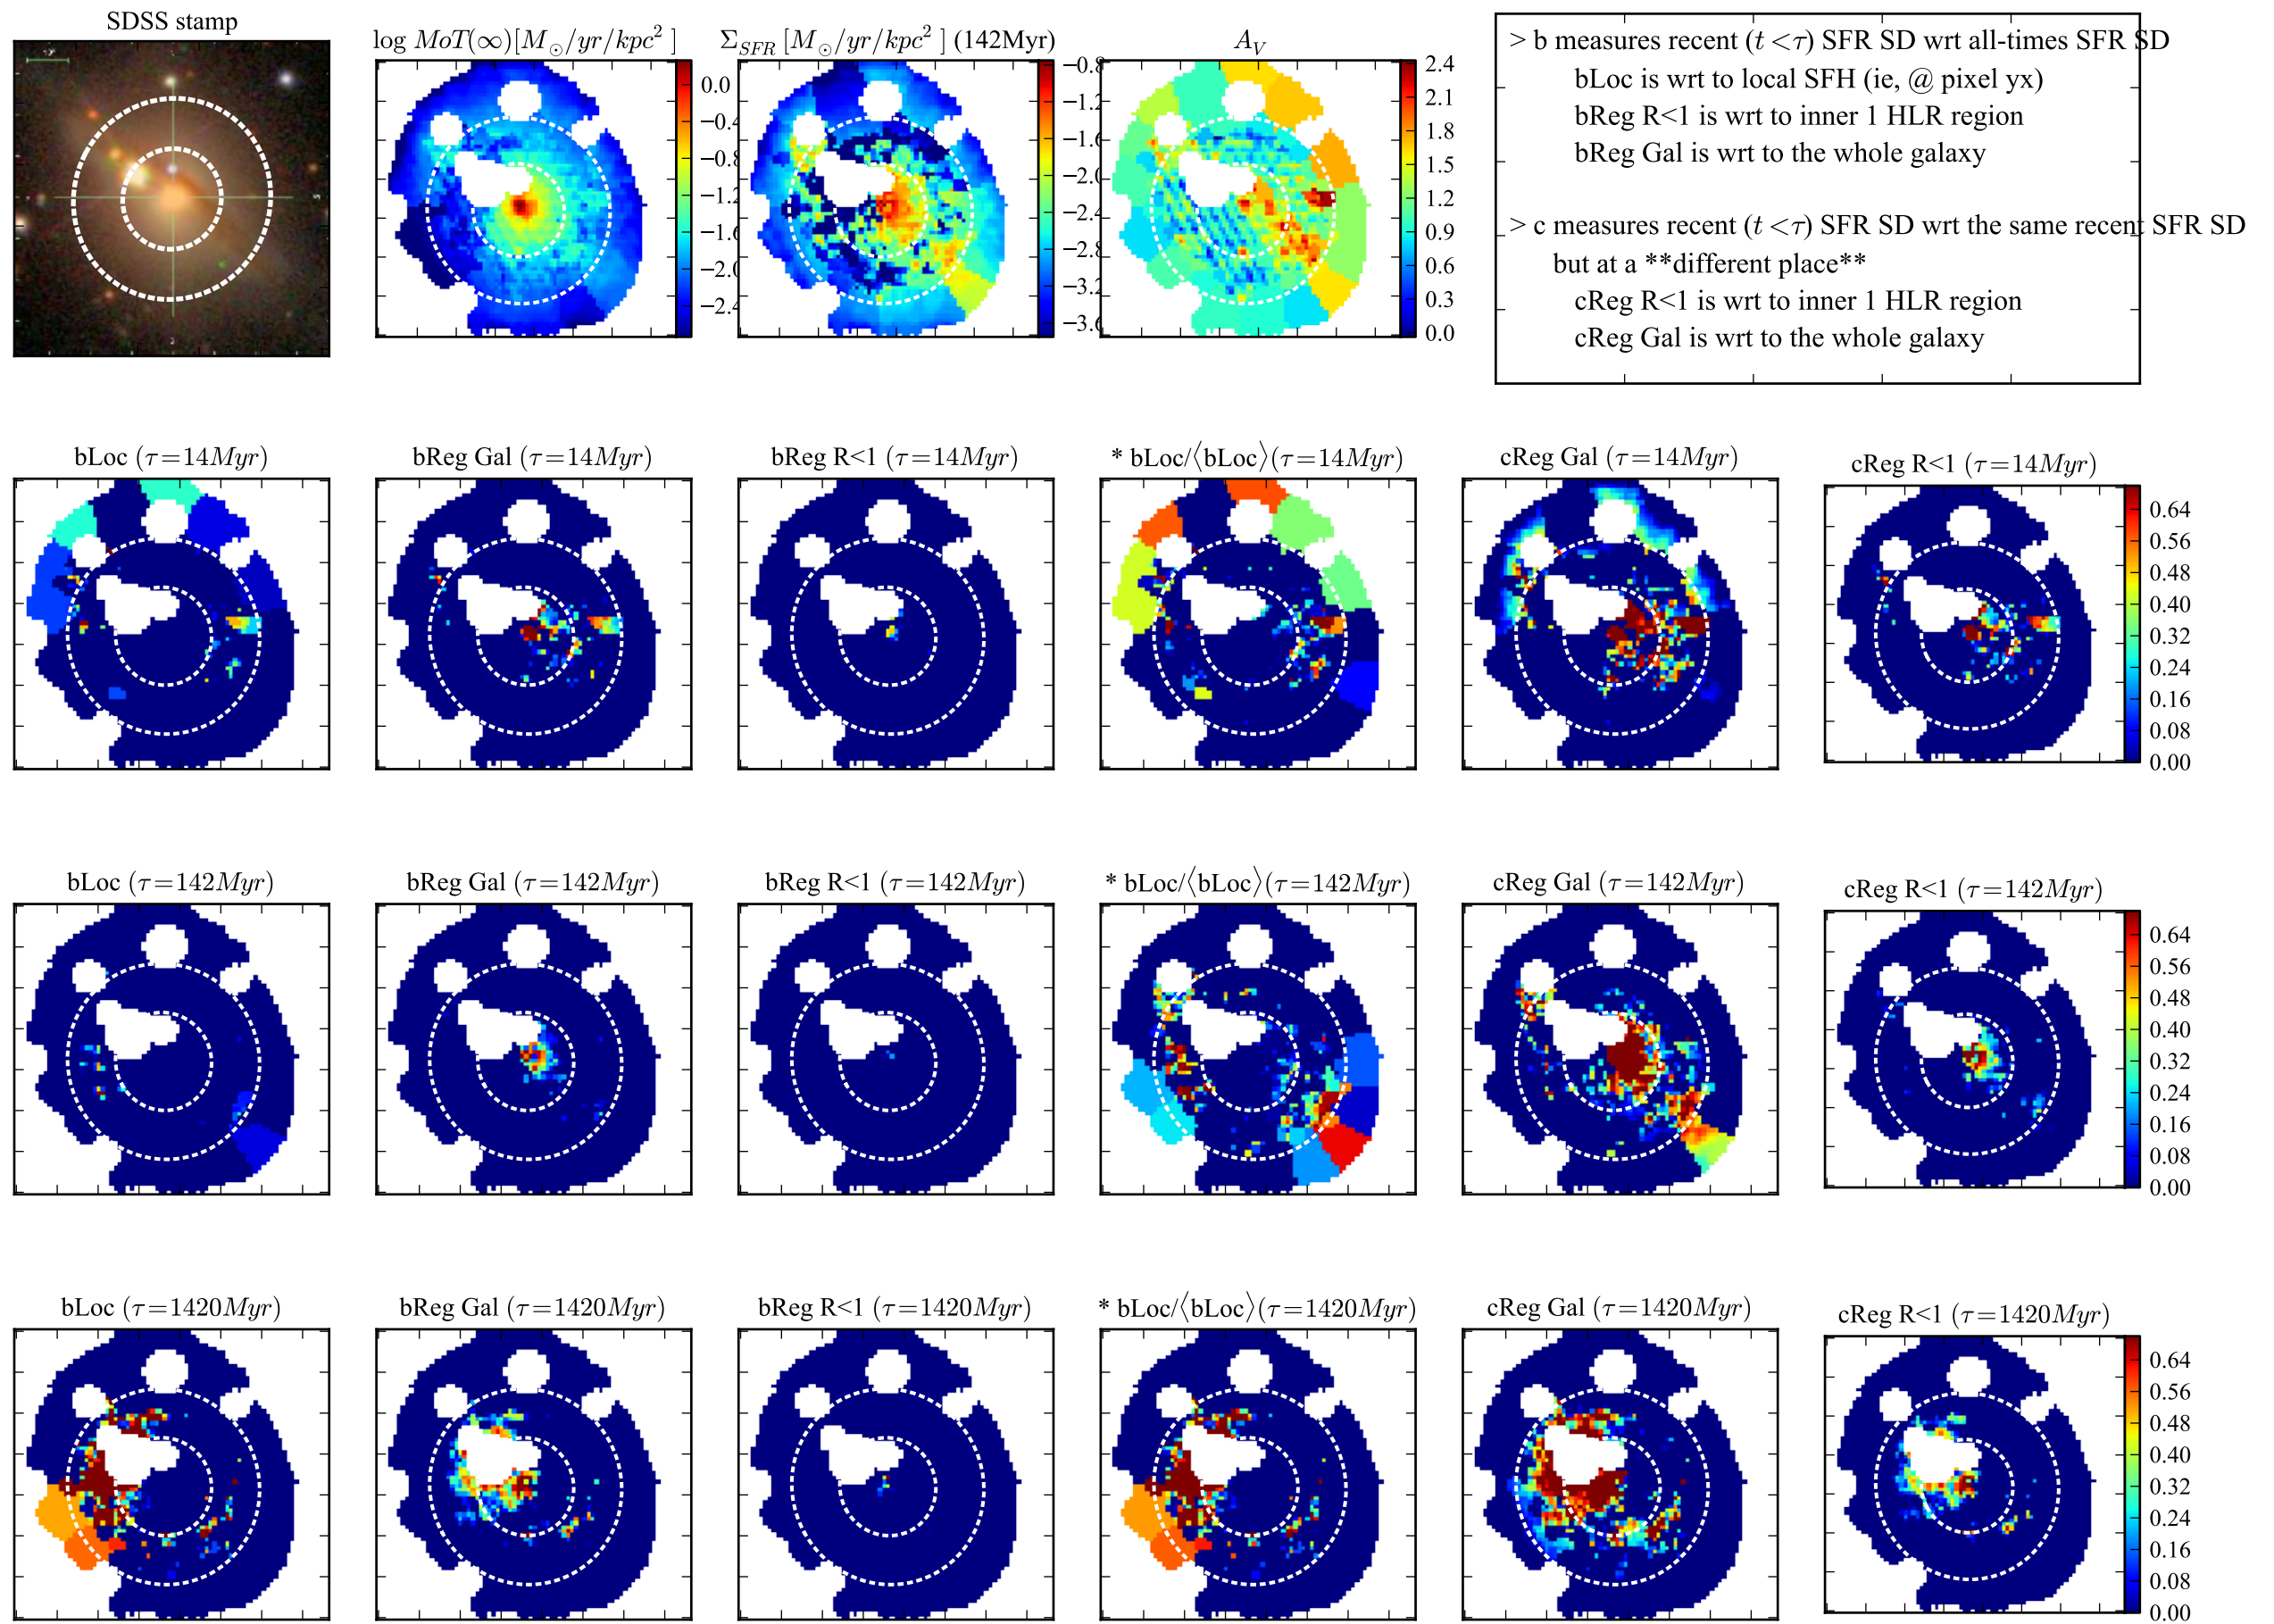 SDSS stamp
log MoT(∞)[M⊙/yr/kpc² ]
Σ_SFR [M⊙/yr/kpc² ] (142Myr)
A_V
0.0
−0.4
−0.8
−1.2
−1.6
−2.0
−2.4
−0.8
−1.2
−1.6
−2.0
−2.4
−2.8
−3.2
−3.6
2.4
2.1
1.8
1.5
1.2
0.9
0.6
0.3
0.0
> b measures recent (t <τ) SFR SD wrt all-times SFR SD
bLoc is wrt to local SFH (ie, @ pixel yx)
bReg R<1 is wrt to inner 1 HLR region
bReg Gal is wrt to the whole galaxy
> c measures recent (t <τ) SFR SD wrt the same recent SFR SD
but at a **different place**
cReg R<1 is wrt to inner 1 HLR region
cReg Gal is wrt to the whole galaxy
bLoc (τ=14Myr)
bReg Gal (τ=14Myr)
bReg R<1 (τ=14Myr)
* bLoc/⟨bLoc⟩(τ=14Myr)
cReg Gal (τ=14Myr)
cReg R<1 (τ=14Myr)
0.64
0.56
0.48
0.40
0.32
0.24
0.16
0.08
0.00
bLoc (τ=142Myr)
bReg Gal (τ=142Myr)
bReg R<1 (τ=142Myr)
* bLoc/⟨bLoc⟩(τ=142Myr)
cReg Gal (τ=142Myr)
cReg R<1 (τ=142Myr)
0.64
0.56
0.48
0.40
0.32
0.24
0.16
0.08
0.00
bLoc (τ=1420Myr)
bReg Gal (τ=1420Myr)
bReg R<1 (τ=1420Myr)
* bLoc/⟨bLoc⟩(τ=1420Myr)
cReg Gal (τ=1420Myr)
cReg R<1 (τ=1420Myr)
0.64
0.56
0.48
0.40
0.32
0.24
0.16
0.08
0.00